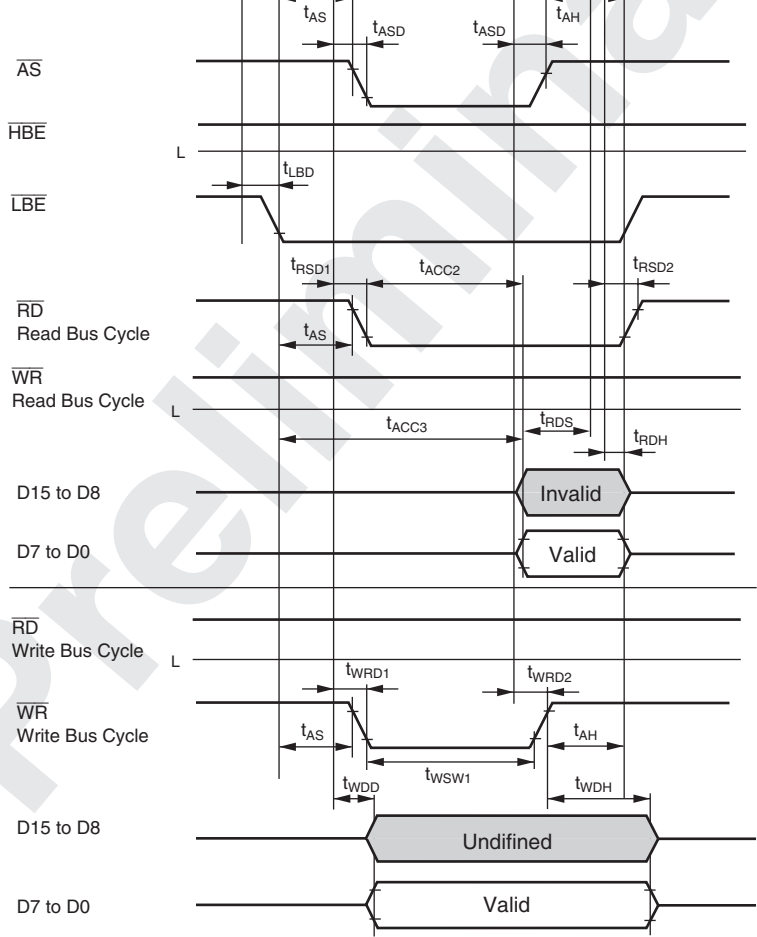 tAS
tAH
tASD
tASD
AS
HBE
L
tLBD
LBE
tRSD1
tACC2
tRSD2
RD
Read Bus Cycle
tAS
WR
Read Bus Cycle
L
tACC3
tRDS
tRDH
D15 to D8
Invalid
D7 to D0
Valid
RD
Write Bus Cycle
L
tWRD1
tWRD2
WR
Write Bus Cycle
tAS
tAH
tWSW1
tWDD
tWDH
D15 to D8
Undifined
D7 to D0
Valid
Prelimina